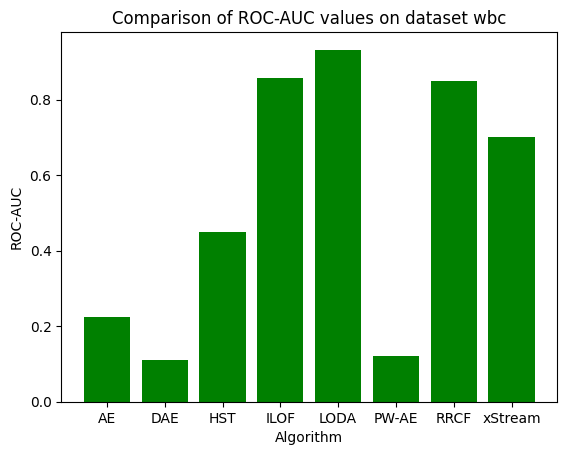 Comparison of ROC-AUC values on dataset wbc
ROC-AUC
0.8
0.6
0.4
0.2
0.0
AE DAE HST ILOF LODA PW-AE RRCF xStream
Algorithm